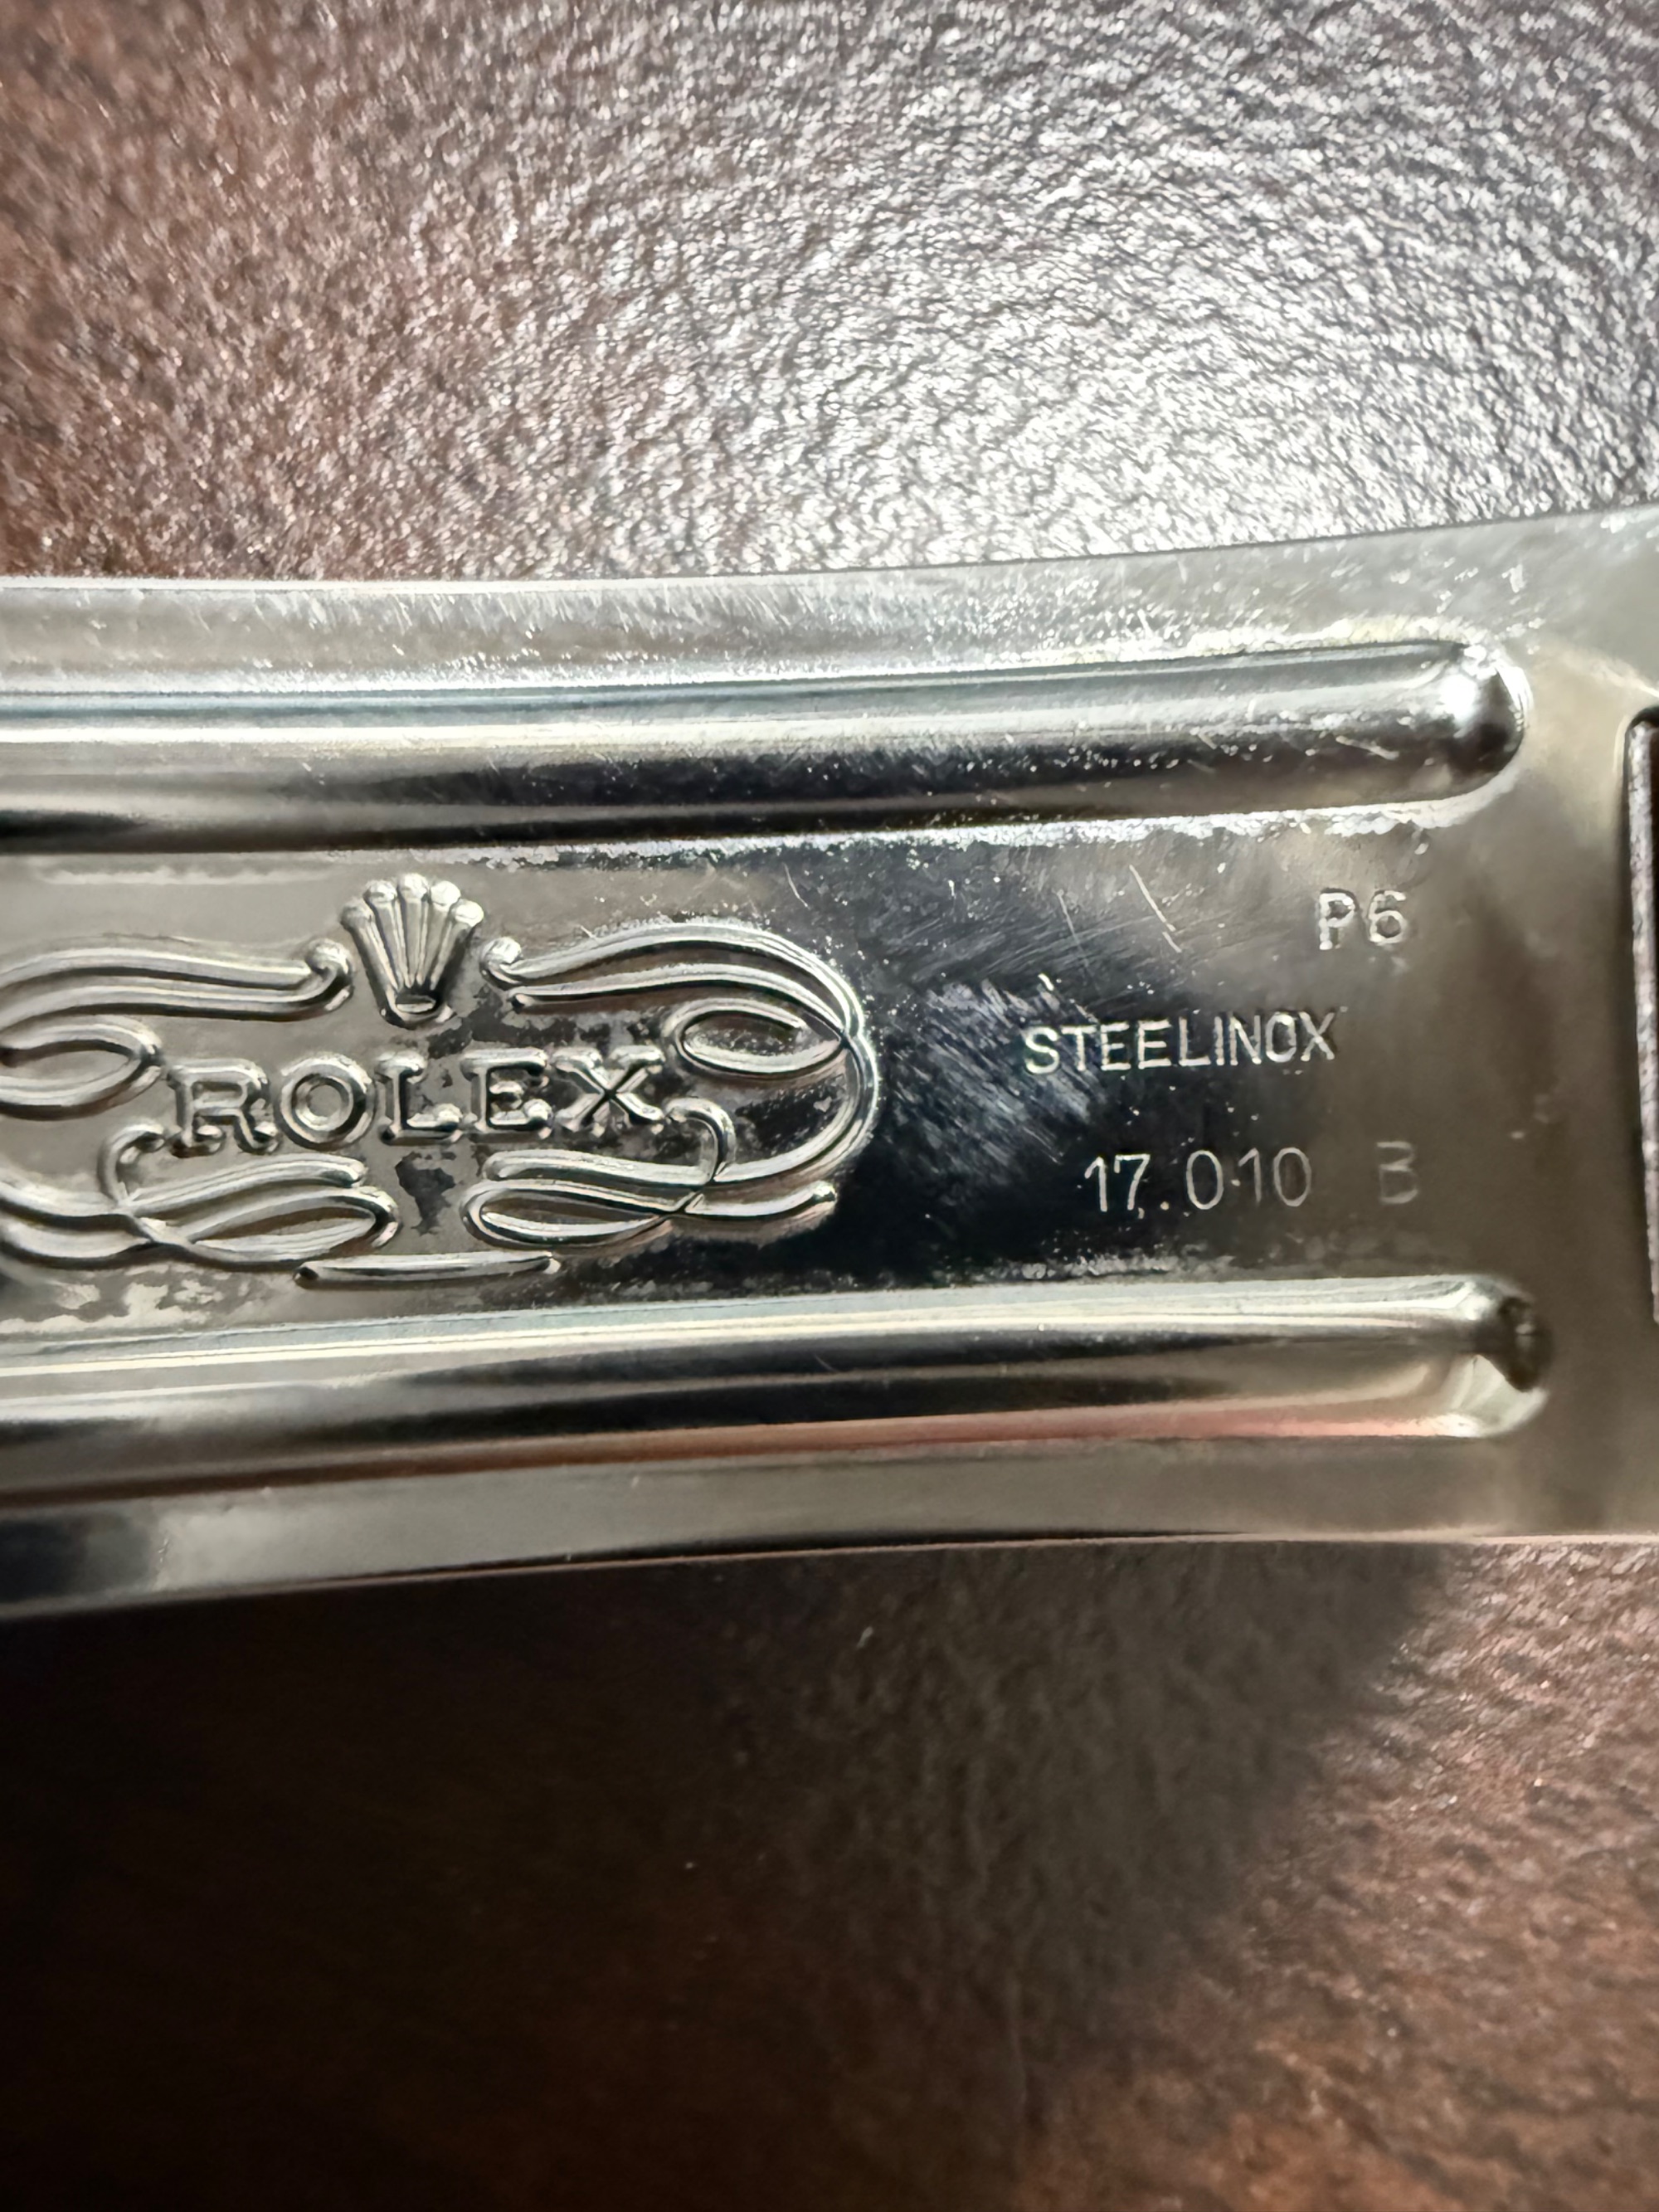 P6
ROLEX
STEELINOX
17.010 B